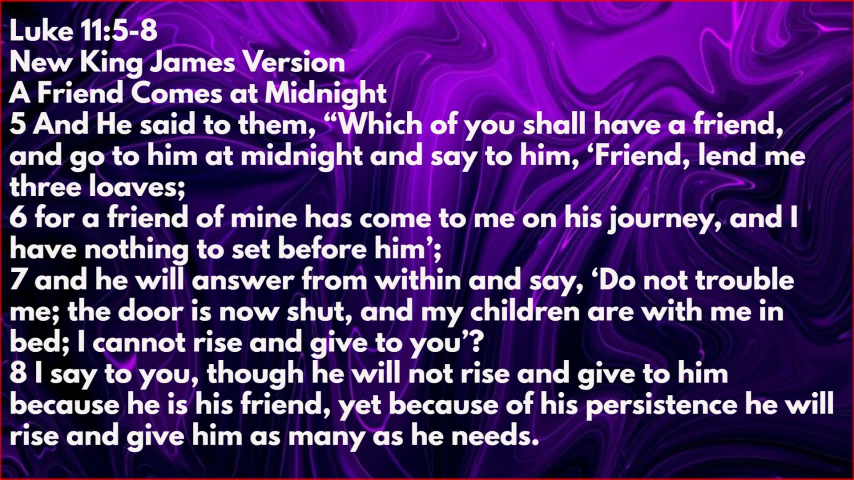 Luke 11:5-8
New King James Version
A Friend Comes at Midnight
5 And He said to them, “Which of you shall have a friend,
and go to him at midnight and say to him, ‘Friend, lend me
three loaves;
6 for a friend of mine has come to me on his journey, and I
have nothing to set before him’;
7 and he will answer from within and say, ‘Do not trouble
me; the door is now shut, and my children are with me in
bed; I cannot rise and give to you’?
8 I say to you, though he will not rise and give to him
because he is his friend, yet because of his persistence he will
rise and give him as many as he needs.